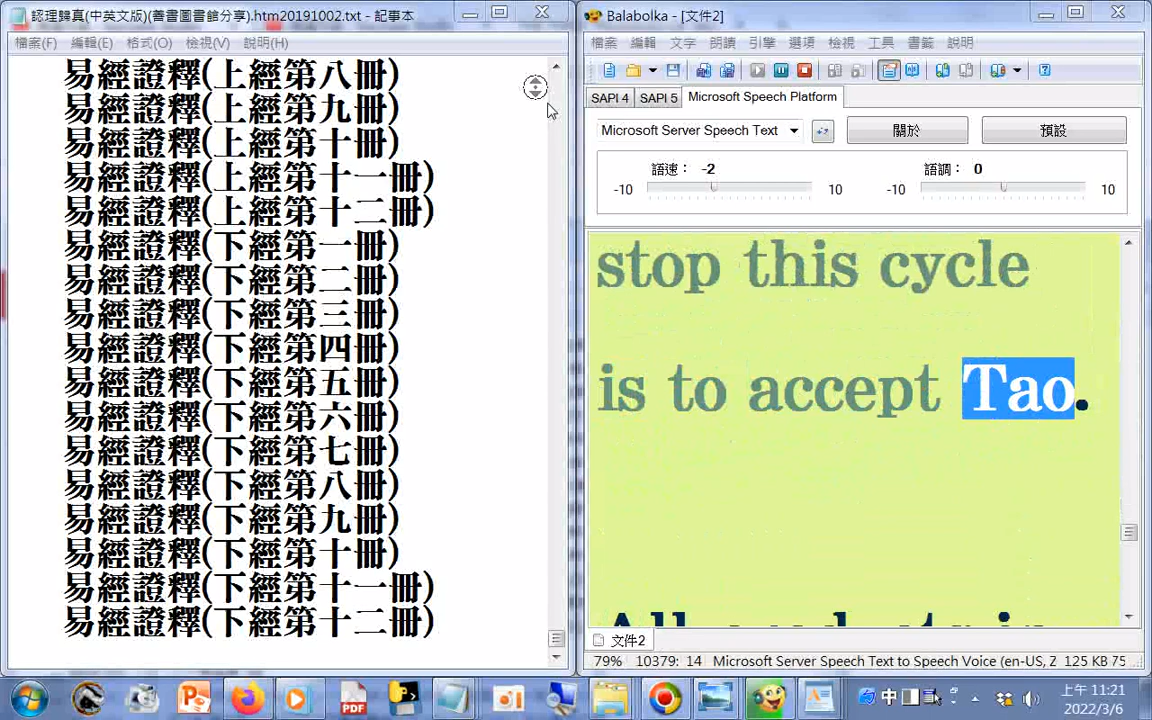 認理歸真(中英文版)(善書圖書館分享).htm20191002.txt - 記事本
檔案(F) 編輯(E) 格式(O) 檢視(V) 說明(H)
易經證釋(上經第八冊)
易經證釋(上經第九冊)
易經證釋(上經第十冊)
易經證釋(上經第十一冊)
易經證釋(上經第十二冊)
易經證釋(下經第一冊)
易經證釋(下經第二冊)
易經證釋(下經第三冊)
易經證釋(下經第四冊)
易經證釋(下經第五冊)
易經證釋(下經第六冊)
易經證釋(下經第七冊)
易經證釋(下經第八冊)
易經證釋(下經第九冊)
易經證釋(下經第十冊)
易經證釋(下經第十一冊)
易經證釋(下經第十二冊)
Balabolka - [文件2]
檔案 編輯 文字 朗讀 引擎 選項 檢視 工具 書籤 說明
SAPI 4 SAPI 5 Microsoft Speech Platform
Microsoft Server Speech Text 關於 預設
語速： -2 語調： 0
-10 10 -10 10
stop this cycle
is to accept Tao.
文件2
79% 10379: 14 Microsoft Server Speech Text to Speech Voice (en-US, Z 125 KB 75
PDF 中 上午 11:21
2022/3/6